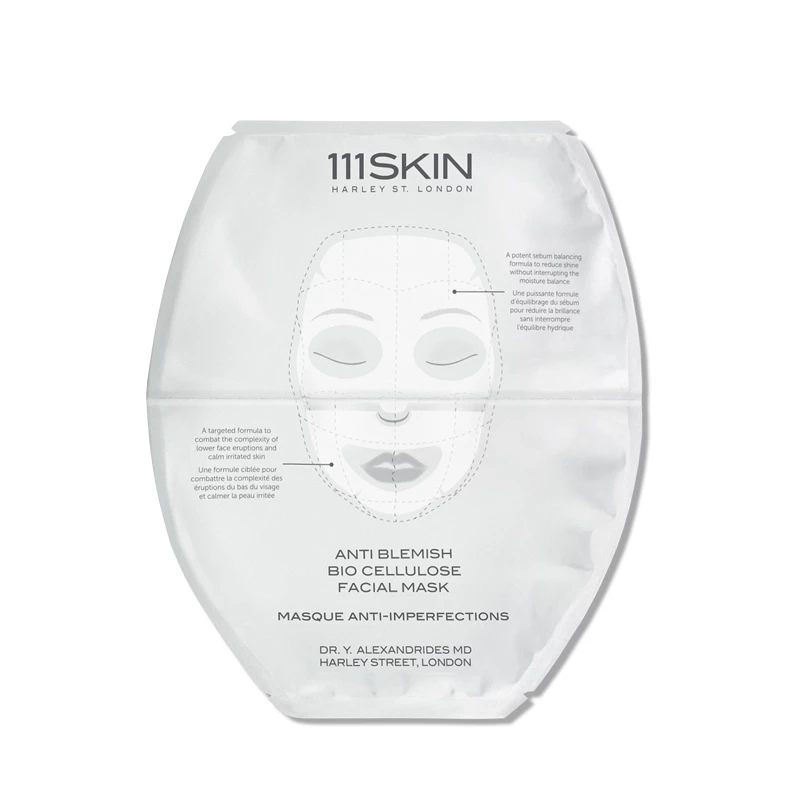 111SKIN
HARLEY ST. LONDON
A potent sebum balancing
formula to reduce shine
without interrupting the
moisture balance
Une puissante formule
d'équilibrage du sébum
pour réduire la brillance
sans interrompre
l'équilibre hydrique
A targeted formula to
combat the complexity of
lower face eruptions and
calm irritated skin
Une formule ciblée pour
combattre la complexité des
éruptions du bas du visage
et calmer la peau irritée
ANTI BLEMISH
BIO CELLULOSE
FACIAL MASK
MASQUE ANTI-IMPERFECTIONS
DR. Y. ALEXANDRIDES MD
HARLEY STREET, LONDON